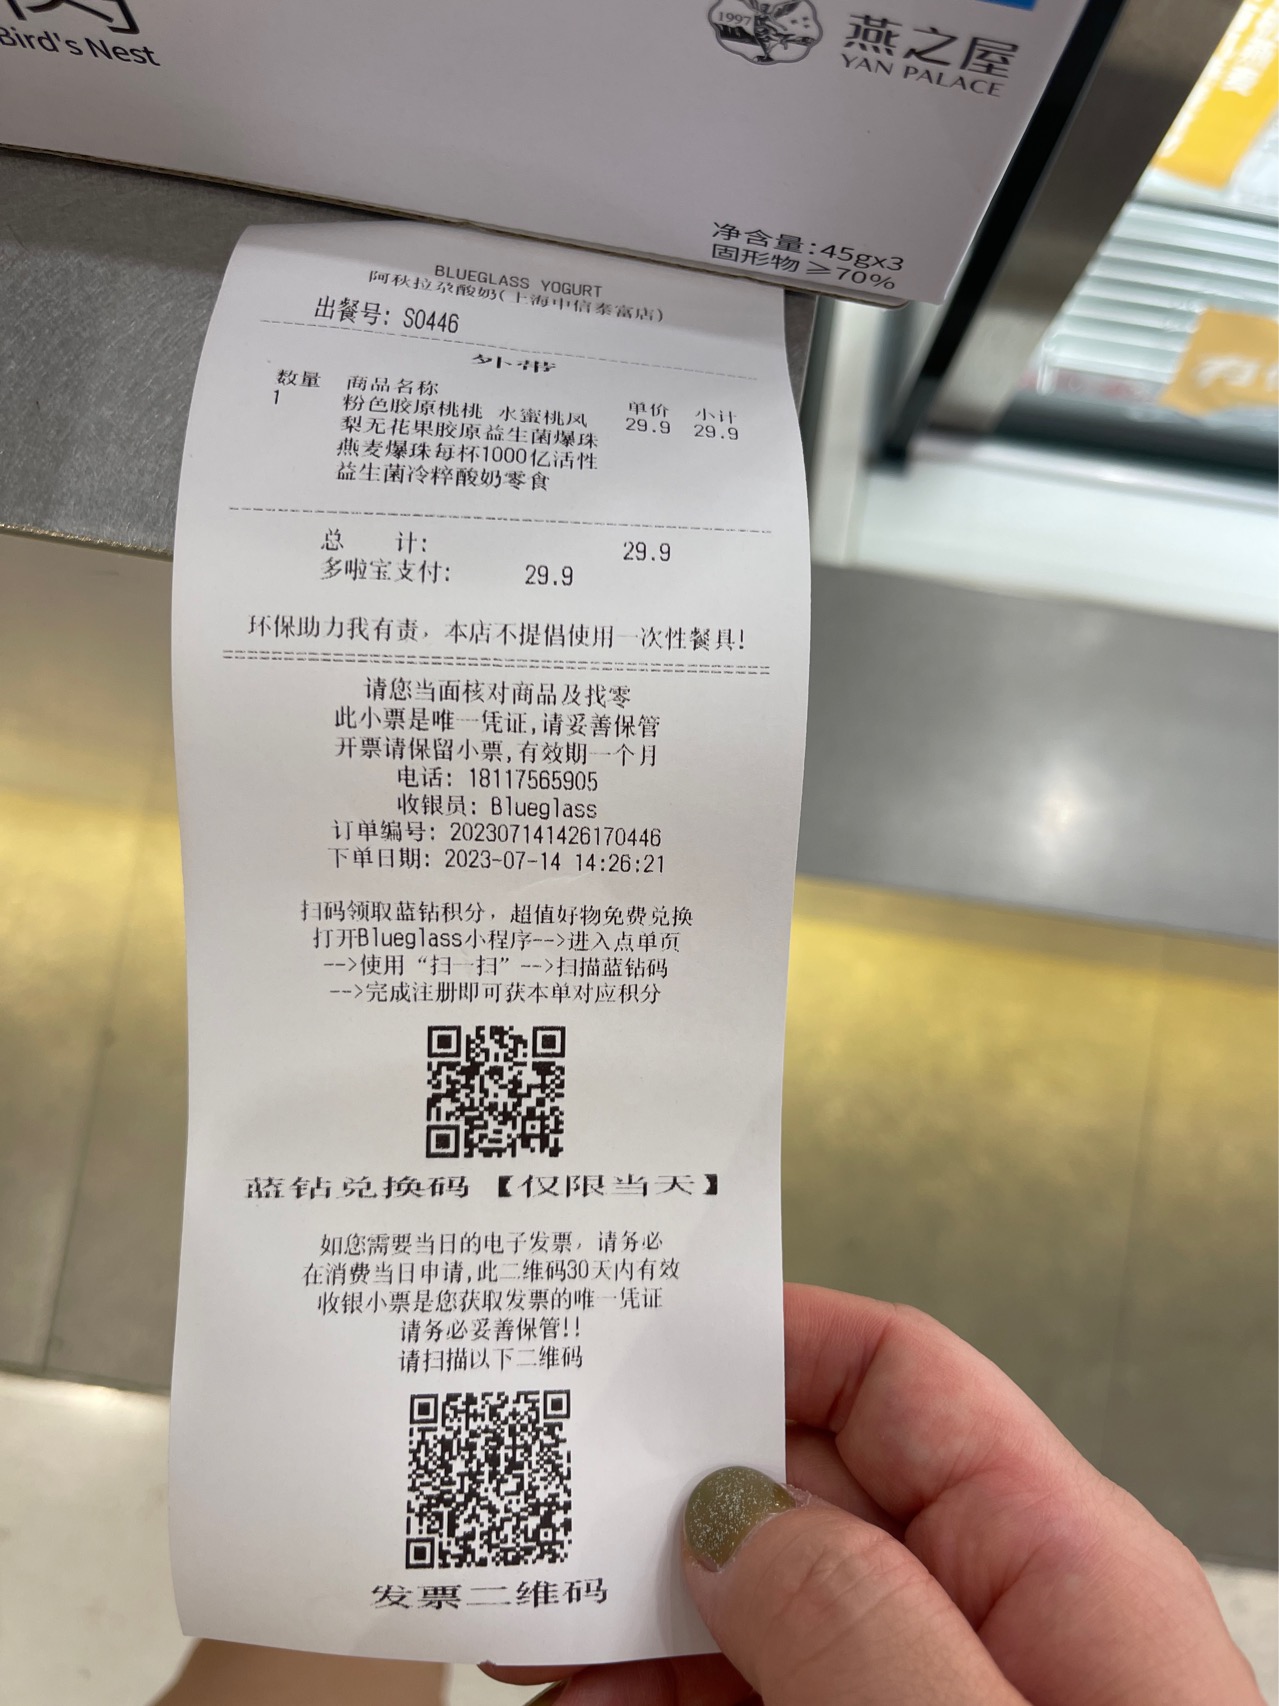 Bird's Nest
1997
燕之屋
YAN PALACE
净含量:45gx3
固形物≥70%
BLUEGLASS YOGURT
阿秋拉尕酸奶(上海中信泰富店)
出餐号: S0446
外带
数量 商品名称 单价 小计
1 粉色胶原桃桃 水蜜桃凤 29.9 29.9
梨无花果胶原益生菌爆珠
燕麦爆珠每杯1000亿活性
益生菌冷粹酸奶零食
总 计: 29.9
多啦宝支付: 29.9
环保助力我有责，本店不提倡使用一次性餐具!
请您当面核对商品及找零
此小票是唯一凭证,请妥善保管
开票请保留小票,有效期一个月
电话: 18117565905
收银员: Blueglass
订单编号: 202307141426170446
下单日期: 2023-07-14 14:26:21
扫码领取蓝钻积分，超值好物免费兑换
打开Blueglass小程序-->进入点单页
-->使用“扫一扫”-->扫描蓝钻码
-->完成注册即可获本单对应积分
蓝钻兑换码【仅限当天】
如您需要当日的电子发票，请务必
在消费当日申请,此二维码30天内有效
收银小票是您获取发票的唯一凭证
请务必妥善保管!!
请扫描以下二维码
发票二维码